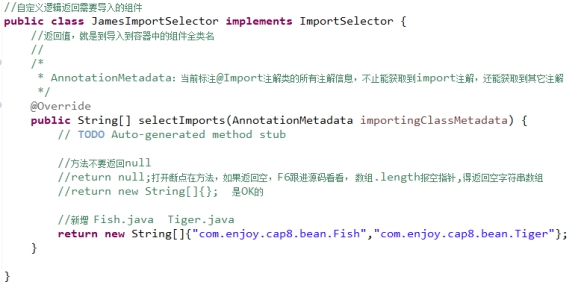 //自定义逻辑返回需要导入的组件
public class JamesImportSelector implements ImportSelector {
//返回值，就是到导入到容器中的组件全类名
//
/*
* AnnotationMetadata：当前标注@Import注解类的所有注解信息，不止能获取到import注解，还能获取到其它注解
*/
@Override
public String[] selectImports(AnnotationMetadata importingClassMetadata) {
// TODO Auto-generated method stub
//方法不要返回null
//return null;打开断点在方法，如果返回空，F6跟进源码看看，数组.length报空指针,得返回空字符串数组
//return new String[]{}; 是OK的
//新增 Fish.java Tiger.java
return new String[]{"com.enjoy.cap8.bean.Fish","com.enjoy.cap8.bean.Tiger"};
}
}